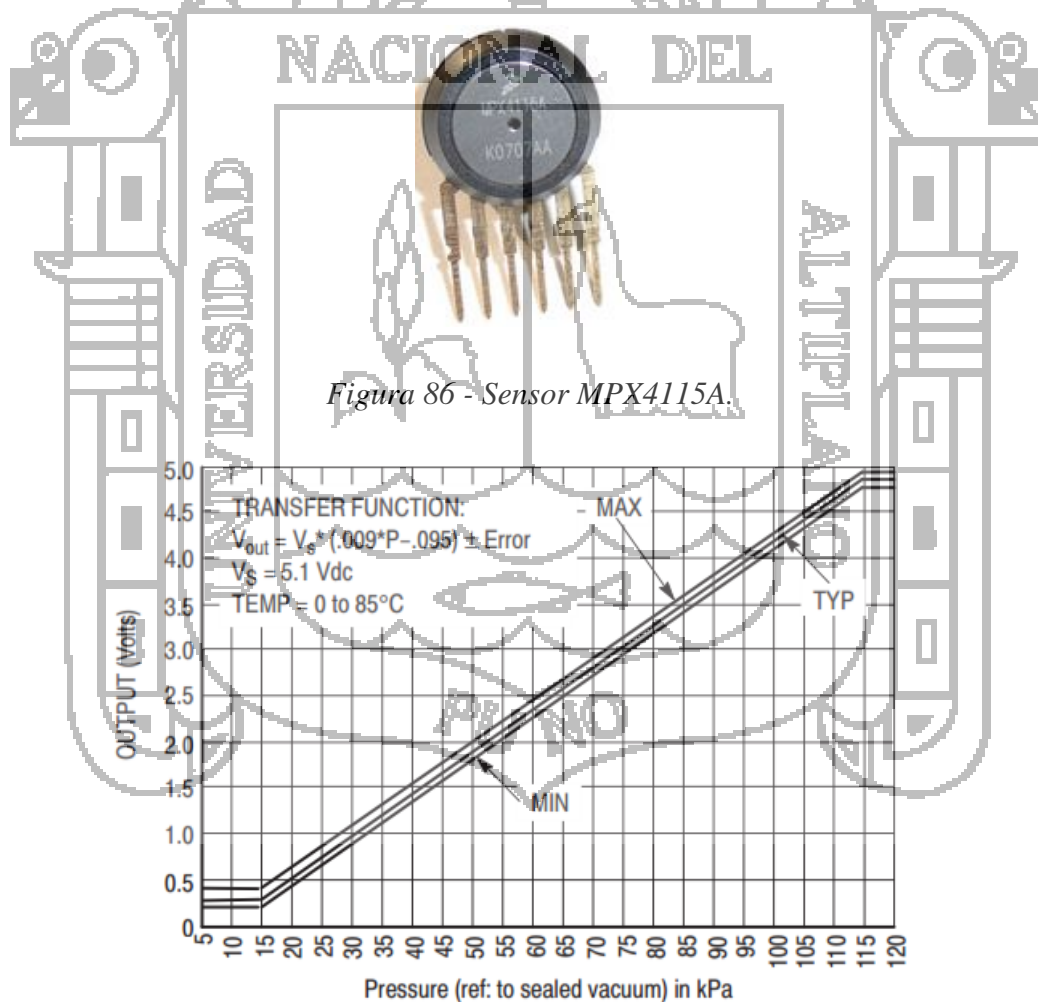 NACIONAL DEL
UNIVERSIDAD
ALTIPLANO
MPX4115A
K0707AA
Figura 86 - Sensor MPX4115A.
TRANSFER FUNCTION:
Vout = Vs* (.009*P-.095) ± Error
VS = 5.1 Vdc
TEMP = 0 to 85°C
MAX
TYP
MIN
OUTPUT (Volts)
5.0
4.5
4.0
3.5
3.0
2.5
2.0
1.5
1.0
0.5
0
5 10 15 20 25 30 35 40 45 50 55 60 65 70 75 80 85 90 95 100 105 110 115 120
Pressure (ref: to sealed vacuum) in kPa
PUNO